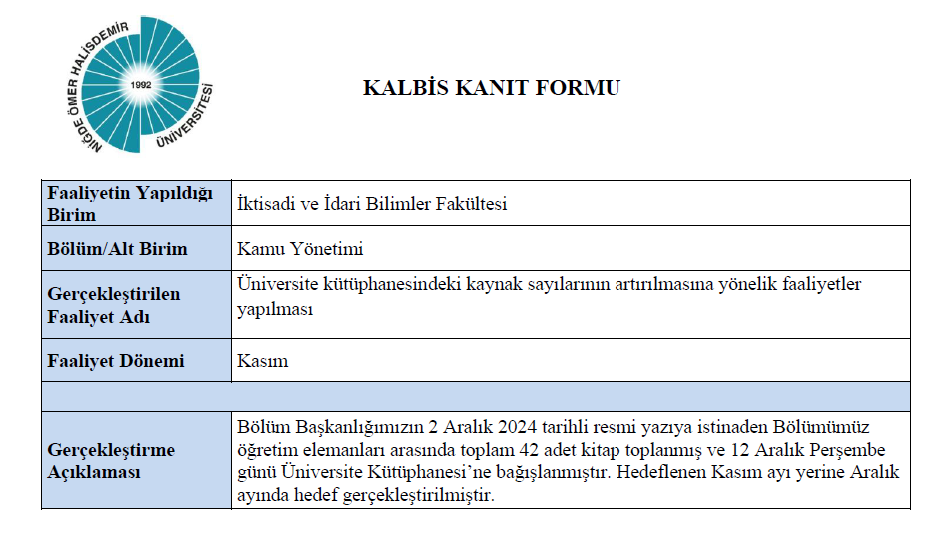 NİĞDE ÖMER HALİSDEMİR
ÜNİVERSİTESİ
1992
KALBİS KANIT FORMU
Faaliyetin Yapıldığı
Birim
İktisadi ve İdari Bilimler Fakültesi
Bölüm/Alt Birim
Kamu Yönetimi
Gerçekleştirilen
Faaliyet Adı
Üniversite kütüphanesindeki kaynak sayılarının artırılmasına yönelik faaliyetler
yapılması
Faaliyet Dönemi
Kasım
Gerçekleştirme
Açıklaması
Bölüm Başkanlığımızın 2 Aralık 2024 tarihli resmi yazıya istinaden Bölümümüz
öğretim elemanları arasında toplam 42 adet kitap toplanmış ve 12 Aralık Perşembe
günü Üniversite Kütüphanesi’ne bağışlanmıştır. Hedeflenen Kasım ayı yerine Aralık
ayında hedef gerçekleştirilmiştir.